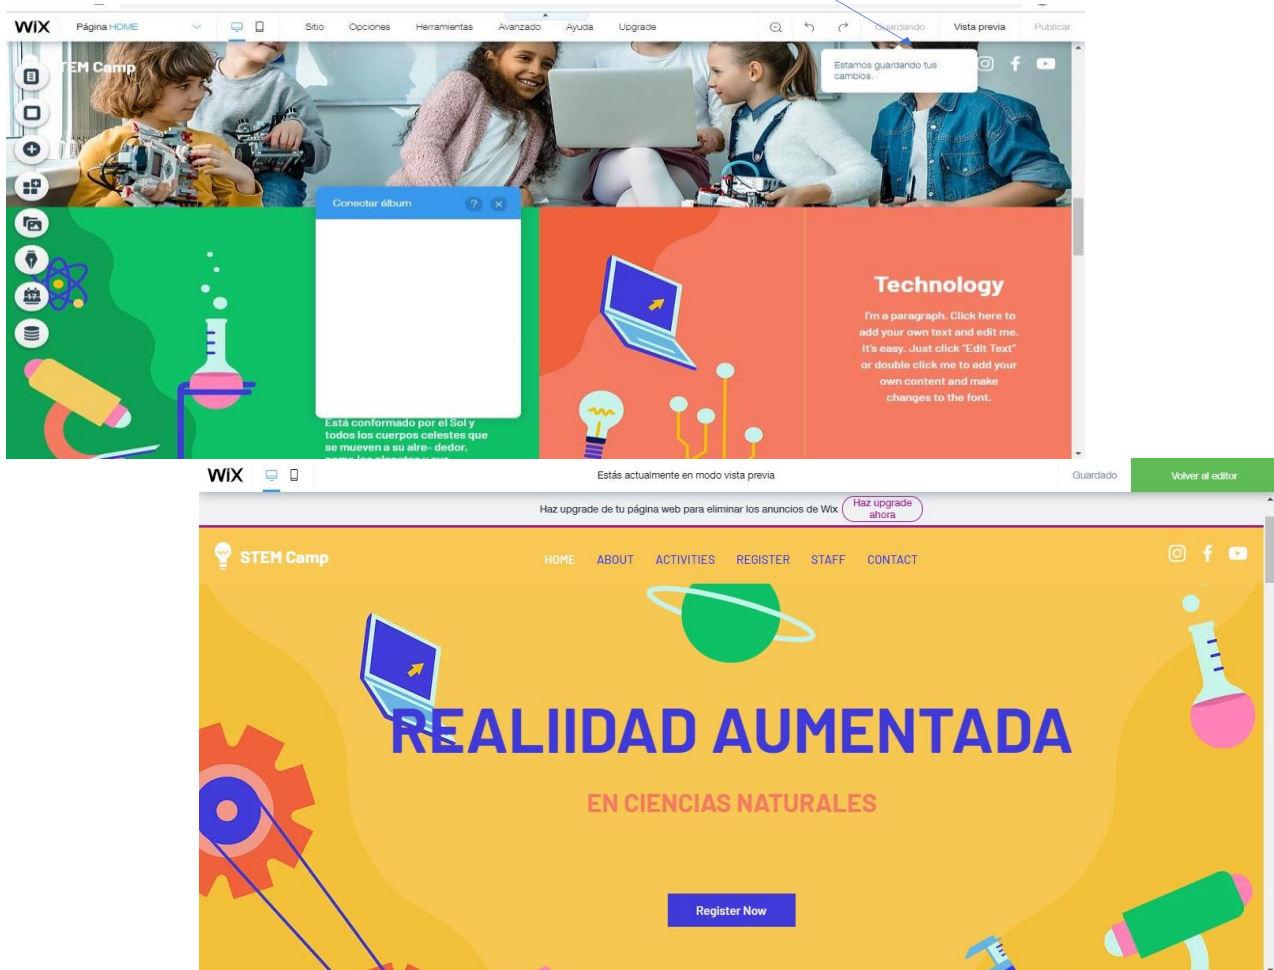 WiX Página HOME Sitio Opciones Herramientas Avanzado Ayuda Upgrade Guardando Vista previa Publicar
STEM Camp
Estamos guardando tus
cambios.
Conectar álbum ? ×
Technology
I'm a paragraph. Click here to
add your own text and edit me.
It's easy. Just click "Edit Text"
or double click me to add your
own content and make
changes to the font.
Está conformado por el Sol y
todos los cuerpos celestes que
se mueven a su alre- dedor,
WiX Estás actualmente en modo vista previa Guardado Volver al editor
Haz upgrade de tu página web para eliminar los anuncios de Wix Haz upgrade
ahora
STEM Camp HOME ABOUT ACTIVITIES REGISTER STAFF CONTACT
REALIIDAD AUMENTADA
EN CIENCIAS NATURALES
Register Now